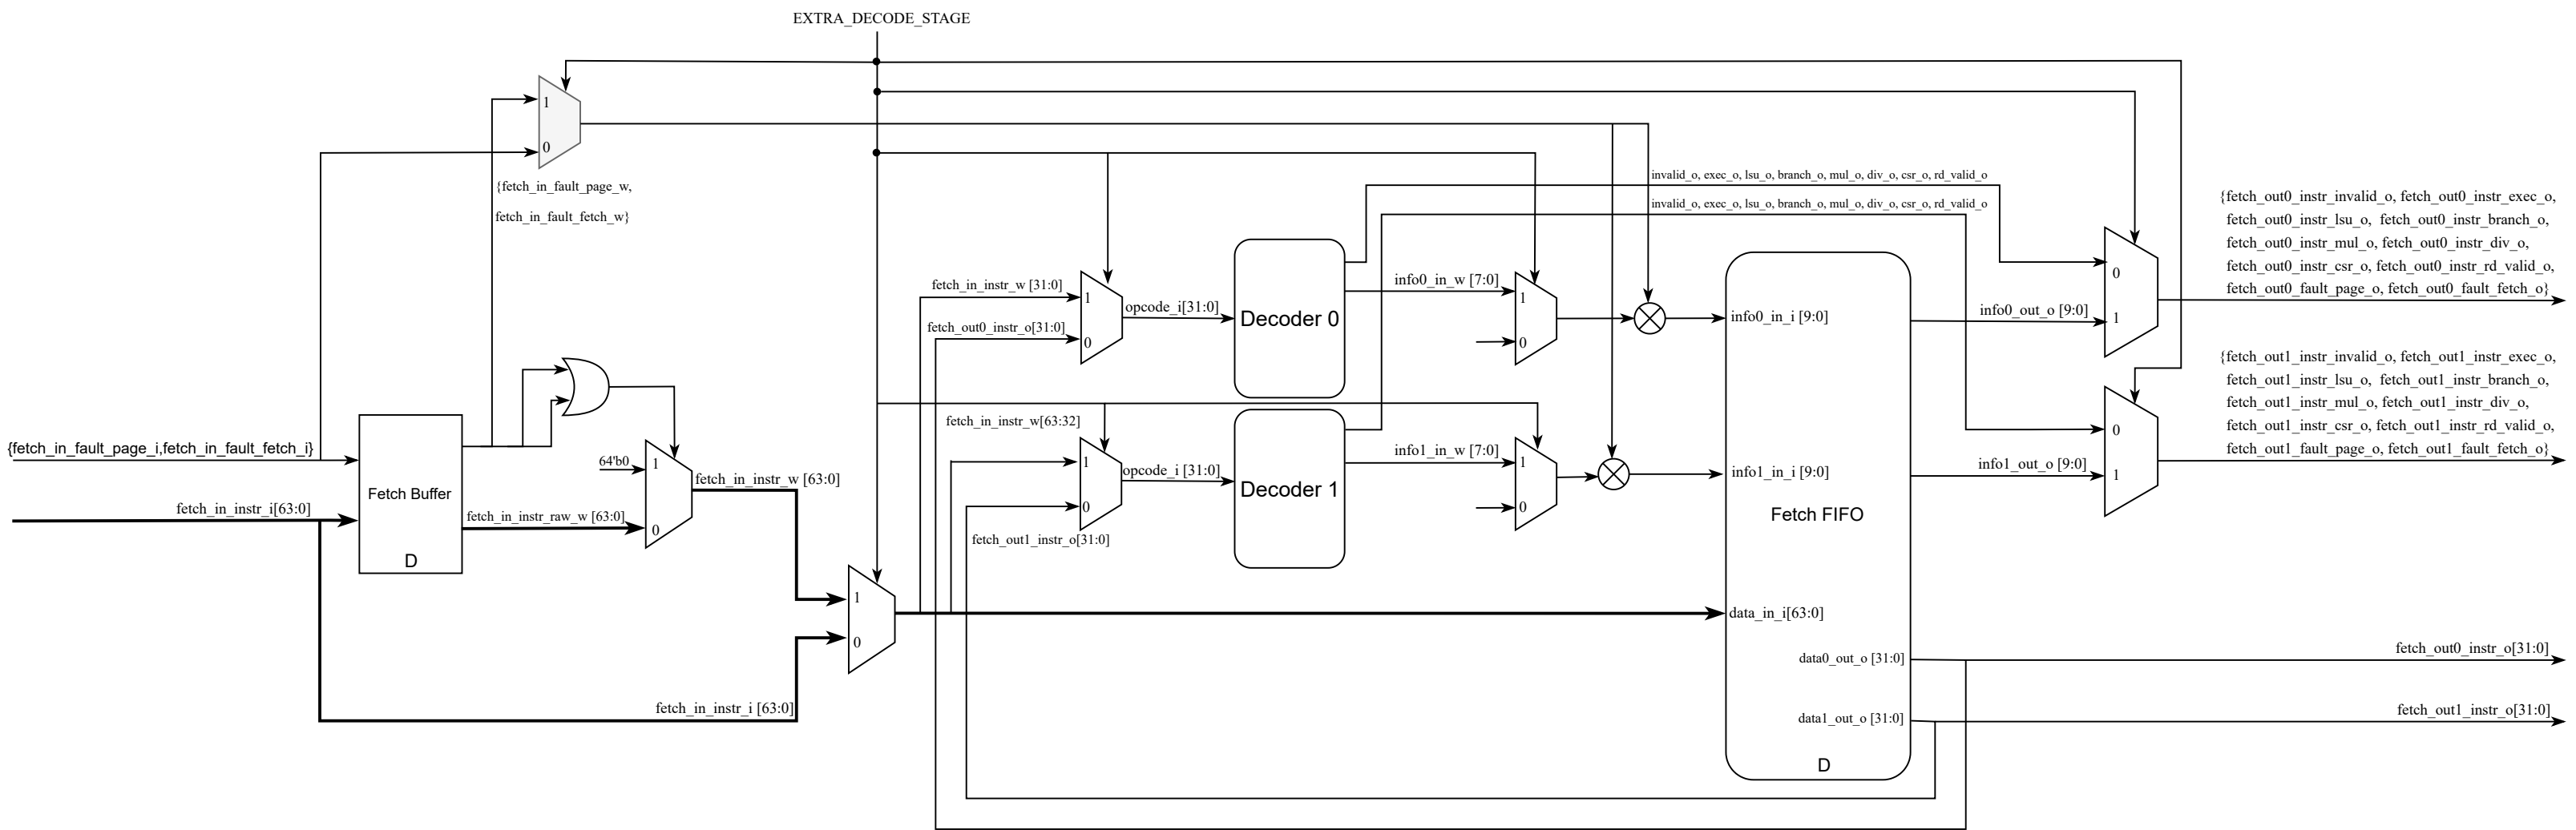 EXTRA_DECODE_STAGE
1
0
{fetch_in_fault_page_w,
fetch_in_fault_fetch_w}
invalid_o, exec_o, lsu_o, branch_o, mul_o, div_o, csr_o, rd_valid_o
invalid_o, exec_o, lsu_o, branch_o, mul_o, div_o, csr_o, rd_valid_o
{fetch_out0_instr_invalid_o, fetch_out0_instr_exec_o,
fetch_out0_instr_lsu_o, fetch_out0_instr_branch_o,
fetch_out0_instr_mul_o, fetch_out0_instr_div_o,
fetch_out0_instr_csr_o, fetch_out0_instr_rd_valid_o,
fetch_out0_fault_page_o, fetch_out0_fault_fetch_o}
fetch_in_instr_w [31:0]
1
opcode_i[31:0]
fetch_out0_instr_o[31:0]
0
Decoder 0
info0_in_w [7:0]
1
0
info0_in_i [9:0]
info0_out_o [9:0]
0
1
{fetch_out1_instr_invalid_o, fetch_out1_instr_exec_o,
fetch_out1_instr_lsu_o, fetch_out1_instr_branch_o,
fetch_out1_instr_mul_o, fetch_out1_instr_div_o,
fetch_out1_instr_csr_o, fetch_out1_instr_rd_valid_o,
fetch_out1_fault_page_o, fetch_out1_fault_fetch_o}
{fetch_in_fault_page_i,fetch_in_fault_fetch_i}
fetch_in_instr_i[63:0]
Fetch Buffer
D
64'b0
1
fetch_in_instr_w [63:0]
fetch_in_instr_raw_w [63:0]
0
fetch_in_instr_w[63:32]
1
opcode_i [31:0]
0
fetch_out1_instr_o[31:0]
Decoder 1
info1_in_w [7:0]
1
0
info1_in_i [9:0]
info1_out_o [9:0]
0
1
Fetch FIFO
1
0
data_in_i[63:0]
data0_out_o [31:0]
fetch_out0_instr_o[31:0]
fetch_in_instr_i [63:0]
data1_out_o [31:0]
fetch_out1_instr_o[31:0]
D